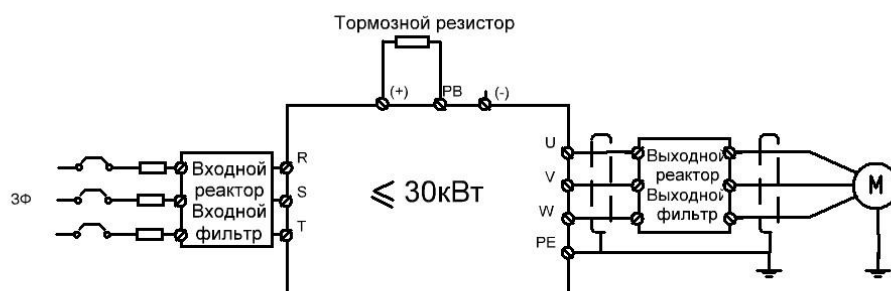 Тормозной резистор
(+)
PB
(-)
3Ф
Входной
реактор
Входной
фильтр
R
S
T
≤ 30кВт
U
V
W
PE
Выходной
реактор
Выходной
фильтр
М